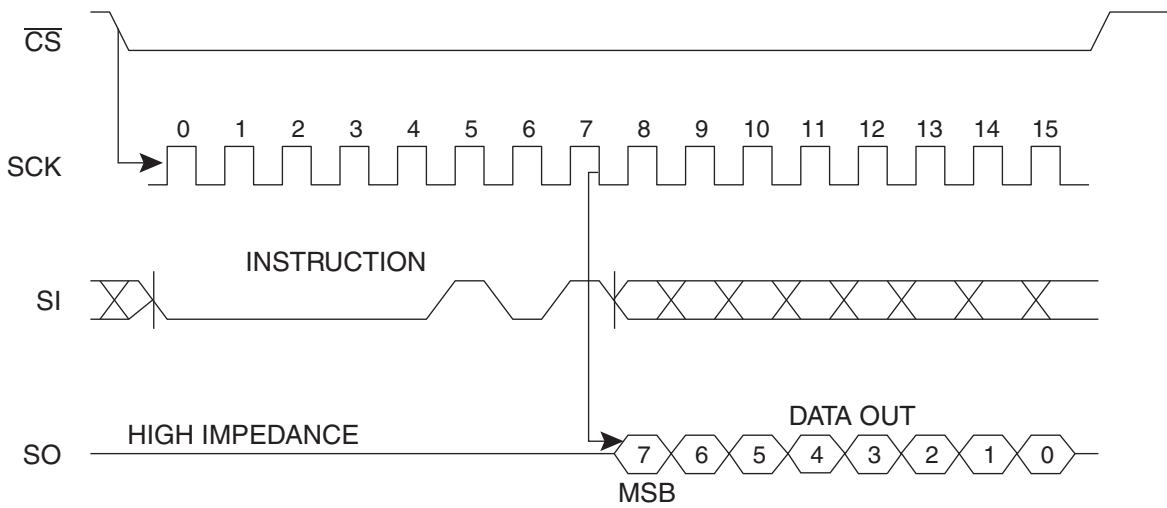 C̅S̅
0 1 2 3 4 5 6 7 8 9 10 11 12 13 14 15
SCK
INSTRUCTION
SI
DATA OUT
HIGH IMPEDANCE
SO
7 6 5 4 3 2 1 0
MSB